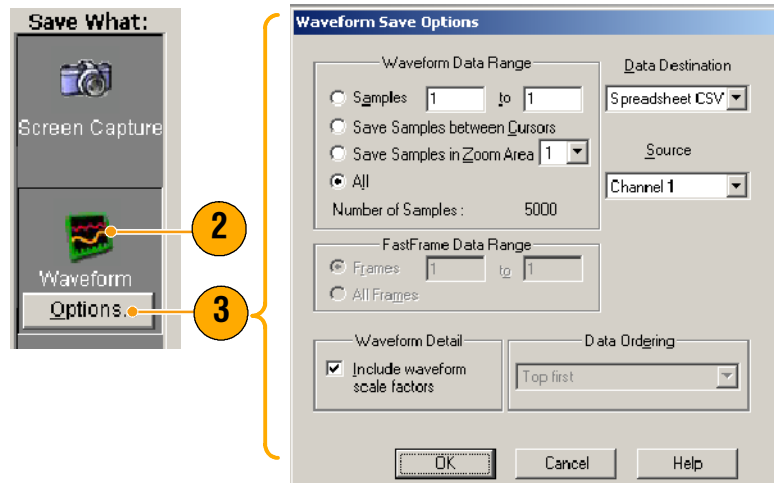 Save What:
Screen Capture
Waveform
Options..
2
3
Waveform Save Options
Waveform Data Range
Samples 1 to 1
Save Samples between Cursors
Save Samples in Zoom Area 1
All
Number of Samples : 5000
Data Destination
Spreadsheet CSV
Source
Channel 1
FastFrame Data Range
Frames 1 to 1
All Frames
Waveform Detail
Include waveform
scale factors
Data Ordering
Top first
OK Cancel Help